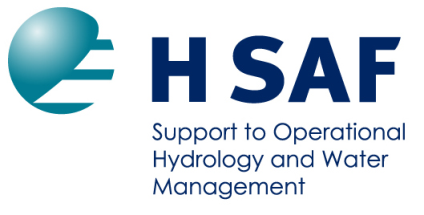 H SAF
Support to Operational
Hydrology and Water
Management